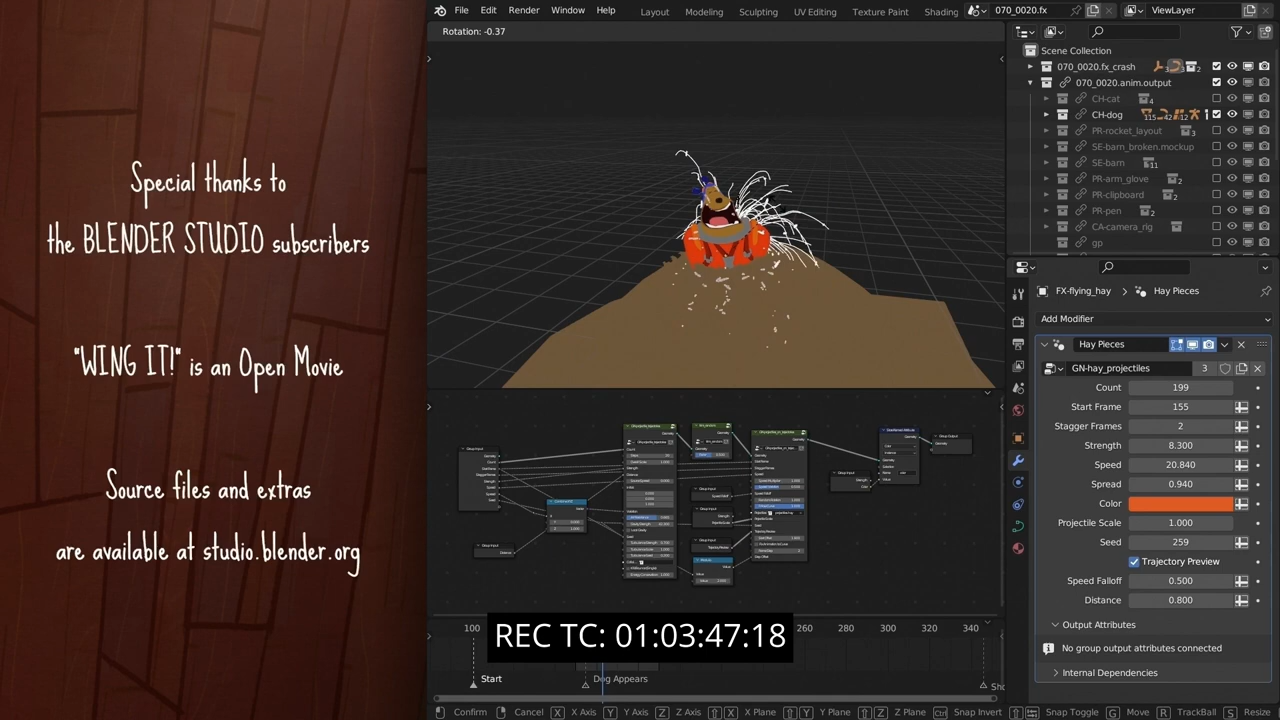 Special thanks to
the BLENDER STUDIO subscribers
"WING IT!" is an Open Movie
Source files and extras
are available at studio.blender.org
File Edit Render Window Help Layout Modeling Sculpting UV Editing Texture Paint Shading 070_0020.fx ViewLayer
Rotation: -0.37
Scene Collection
070_0020.fx_crash
070_0020.anim.output
CH-cat 4
CH-dog
PR-rocket_layout 3
SE-barn_broken.mockup
SE-barn 11
PR-arm_glove 2
PR-clipboard 2
PR-pen 2
CA-camera_rig
gp
FX-flying_hay > Hay Pieces
Add Modifier
Hay Pieces
GN-hay_projectiles 3
Count 199
Start Frame 155
Stagger Frames 2
Strength 8.300
Speed 20.840
Spread 0.940
Color
Projectile Scale 1.000
Seed 259
Trajectory Preview
Speed Falloff 0.500
Distance 0.800
Output Attributes
No group output attributes connected
Internal Dependencies
100 260 280 300 320 340
REC TC: 01:03:47:18
Start Dog Appears
Confirm Cancel X X Axis Y Y Axis Z Z Axis X X Plane Y Y Plane Z Z Plane Ctrl Snap Invert Snap Toggle G Move R TrackBall S Resize